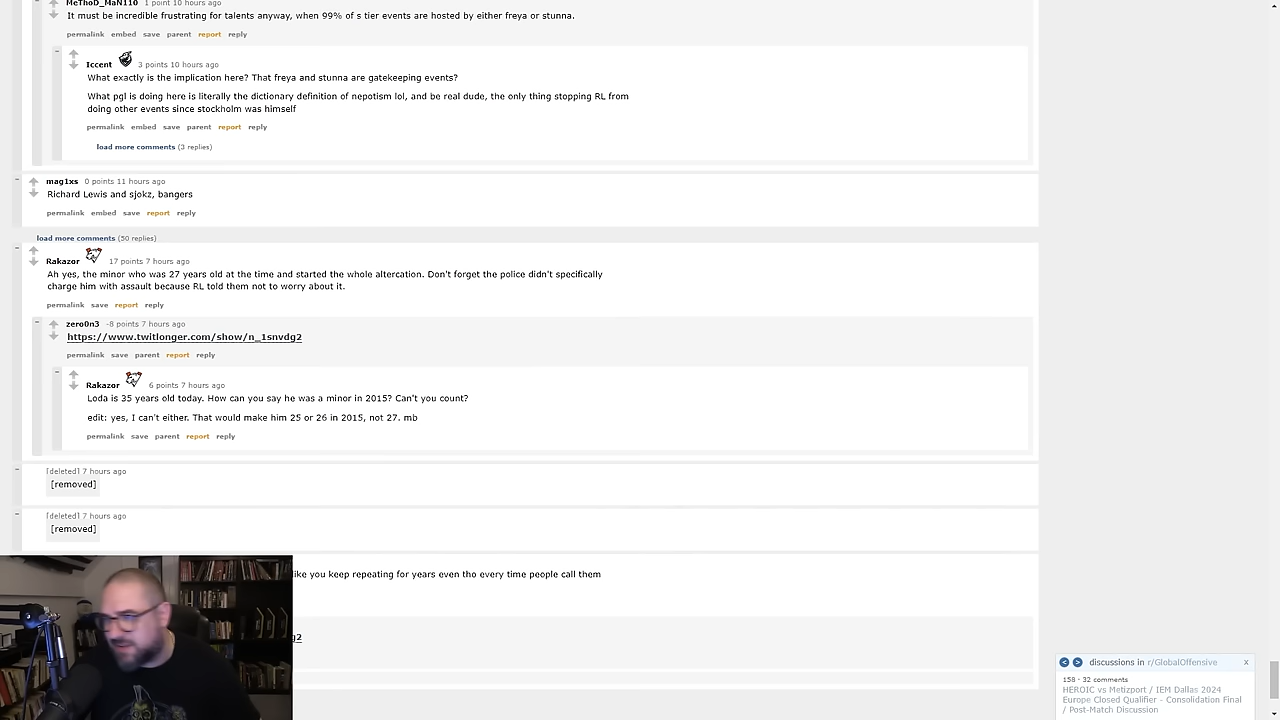 MeThoD_MaN110 1 point 10 hours ago
It must be incredible frustrating for talents anyway, when 99% of s tier events are hosted by either freya or stunna.
permalink embed save parent report reply
Iccent 3 points 10 hours ago
What exactly is the implication here? That freya and stunna are gatekeeping events?
What pgl is doing here is literally the dictionary definition of nepotism lol, and be real dude, the only thing stopping RL from
doing other events since stockholm was himself
permalink embed save parent report reply
load more comments (3 replies)
mag1xs 0 points 11 hours ago
Richard Lewis and sjokz, bangers
permalink embed save report reply
load more comments (50 replies)
Rakazor 17 points 7 hours ago
Ah yes, the minor who was 27 years old at the time and started the whole altercation. Don't forget the police didn't specifically
charge him with assault because RL told them not to worry about it.
permalink save report reply
zero0n3 -8 points 7 hours ago
https://www.twitlonger.com/show/n_1snvdg2
permalink save parent report reply
Rakazor 6 points 7 hours ago
Loda is 35 years old today. How can you say he was a minor in 2015? Can't you count?
edit: yes, I can't either. That would make him 25 or 26 in 2015, not 27. mb
permalink save parent report reply
[deleted] 7 hours ago
[removed]
[deleted] 7 hours ago
[removed]
like you keep repeating for years even tho every time people call them
g2
discussions in r/GlobalOffensive x
158 · 32 comments
HEROIC vs Metizport / IEM Dallas 2024
Europe Closed Qualifier - Consolidation Final
/ Post-Match Discussion